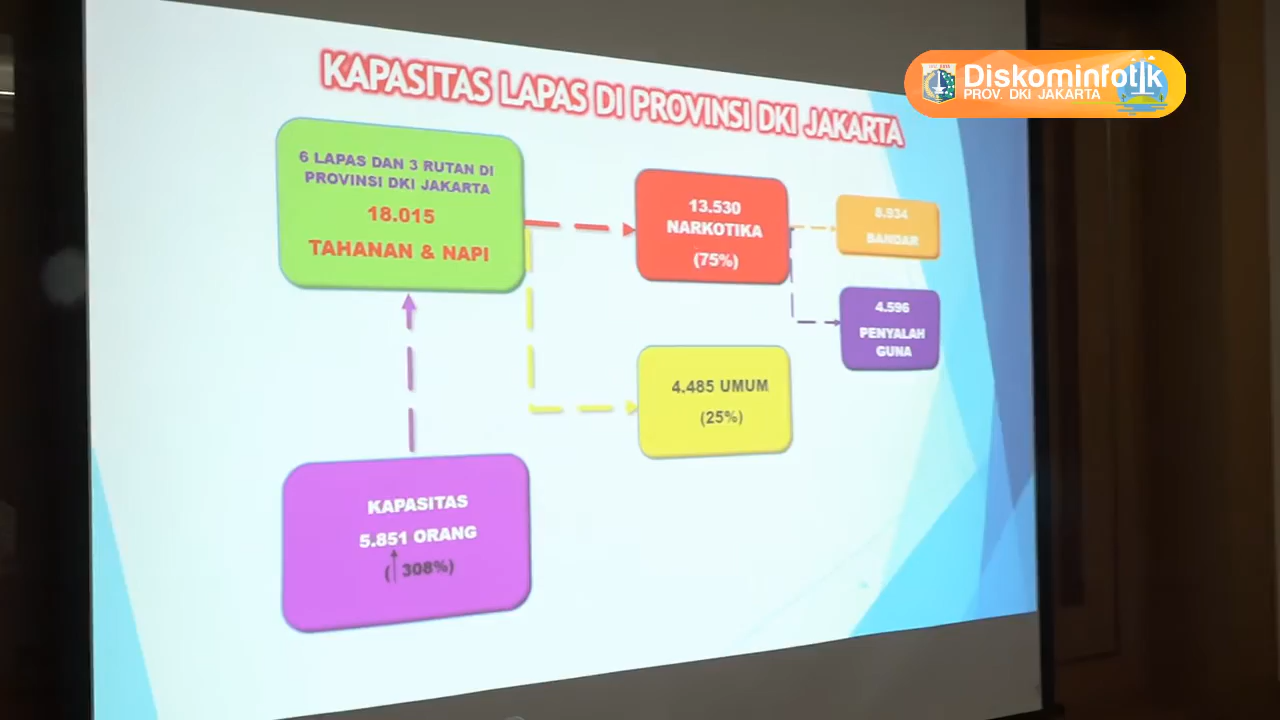 KAPASITAS LAPAS DI PROVINSI DKI JAKARTA
Diskominfotik
PROV. DKI JAKARTA
6 LAPAS DAN 3 RUTAN DI
PROVINSI DKI JAKARTA
18.015
TAHANAN & NAPI
13.530
NARKOTIKA
(75%)
8.934
BANDAR
4.596
PENYALAH
GUNA
4.485 UMUM
(25%)
KAPASITAS
5.851 ORANG
(↑ 308%)